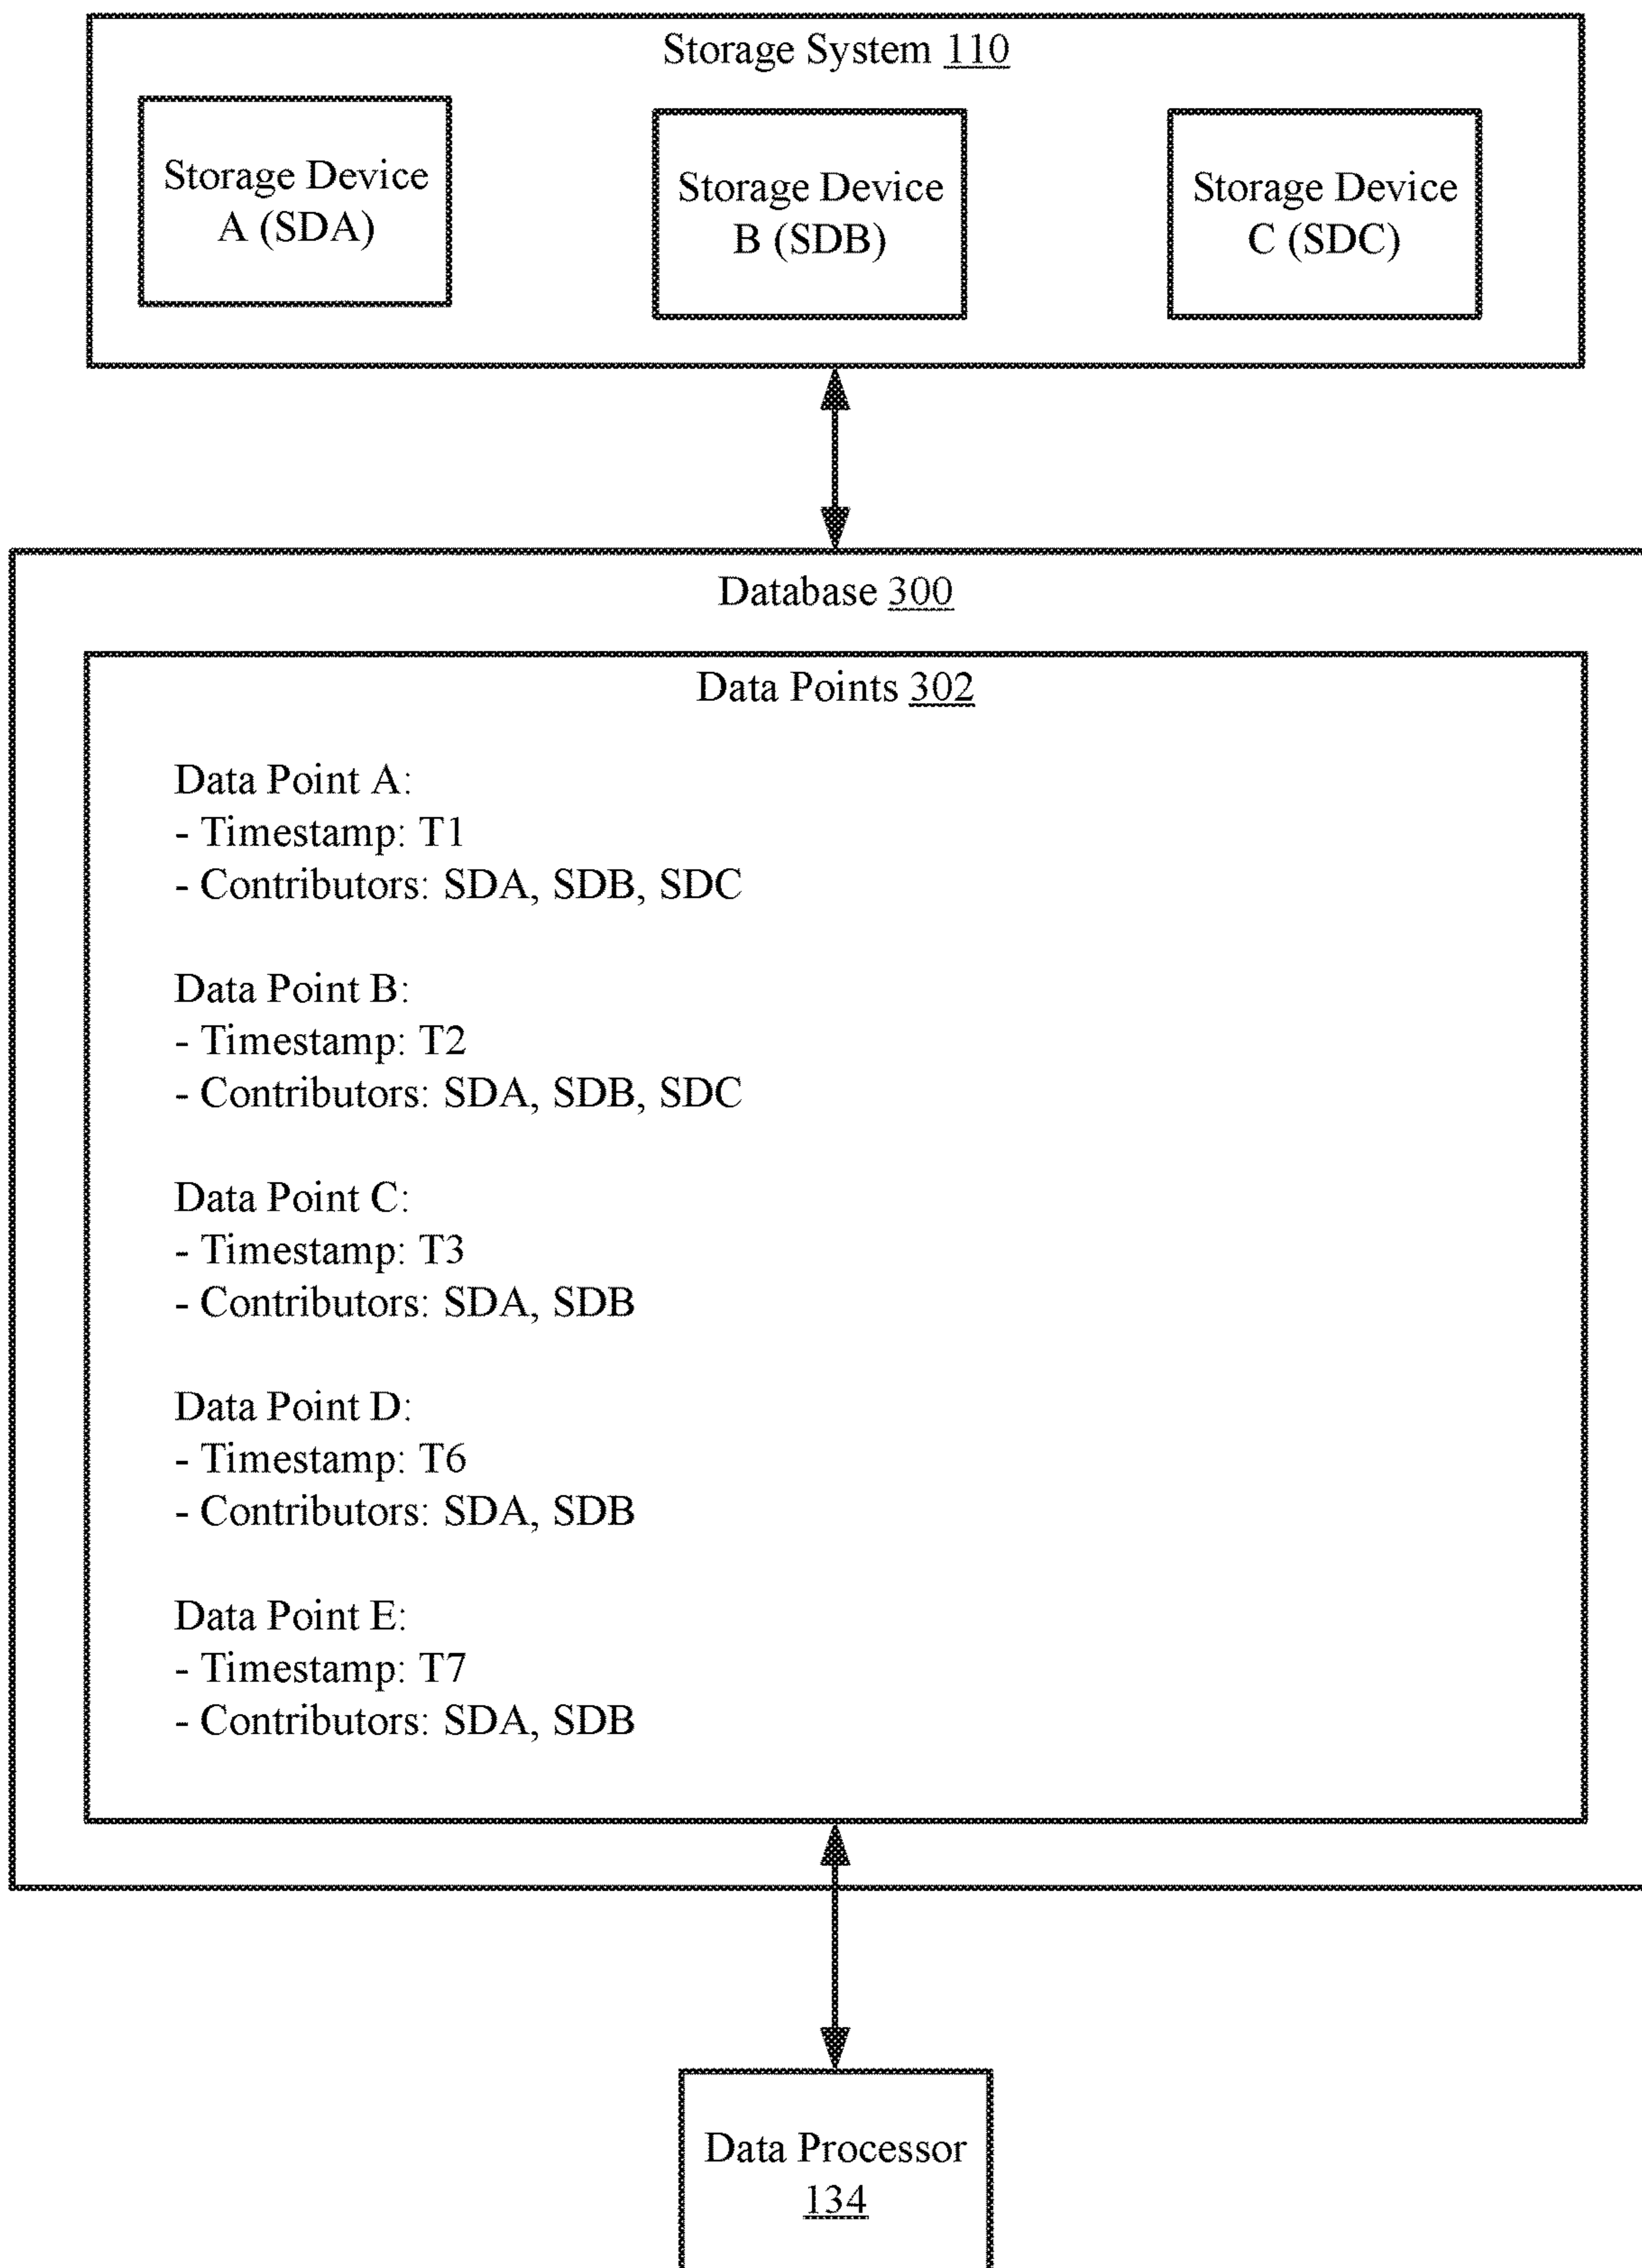 Storage System 110
Storage Device
A (SDA)
Storage Device
B (SDB)
Storage Device
C (SDC)
Database 300
Data Points 302
Data Point A:
- Timestamp: T1
- Contributors: SDA, SDB, SDC
Data Point B:
- Timestamp: T2
- Contributors: SDA, SDB, SDC
Data Point C:
- Timestamp: T3
- Contributors: SDA, SDB
Data Point D:
- Timestamp: T6
- Contributors: SDA, SDB
Data Point E:
- Timestamp: T7
- Contributors: SDA, SDB
Data Processor
134